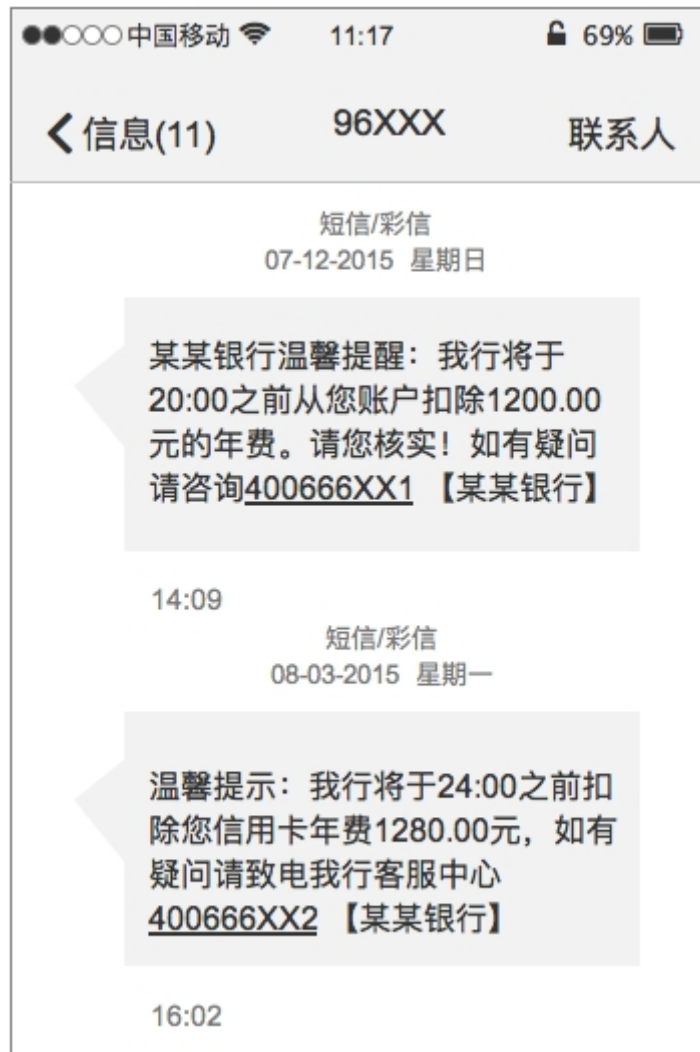 中国移动 11:17 69%
信息(11) 96XXX 联系人
短信/彩信
07-12-2015 星期日
某某银行温馨提醒：我行将于
20:00之前从您账户扣除1200.00
元的年费。请您核实！如有疑问
请咨询400666XX1 【某某银行】
14:09
短信/彩信
08-03-2015 星期一
温馨提示：我行将于24:00之前扣
除您信用卡年费1280.00元，如有
疑问请致电我行客服中心
400666XX2 【某某银行】
16:02